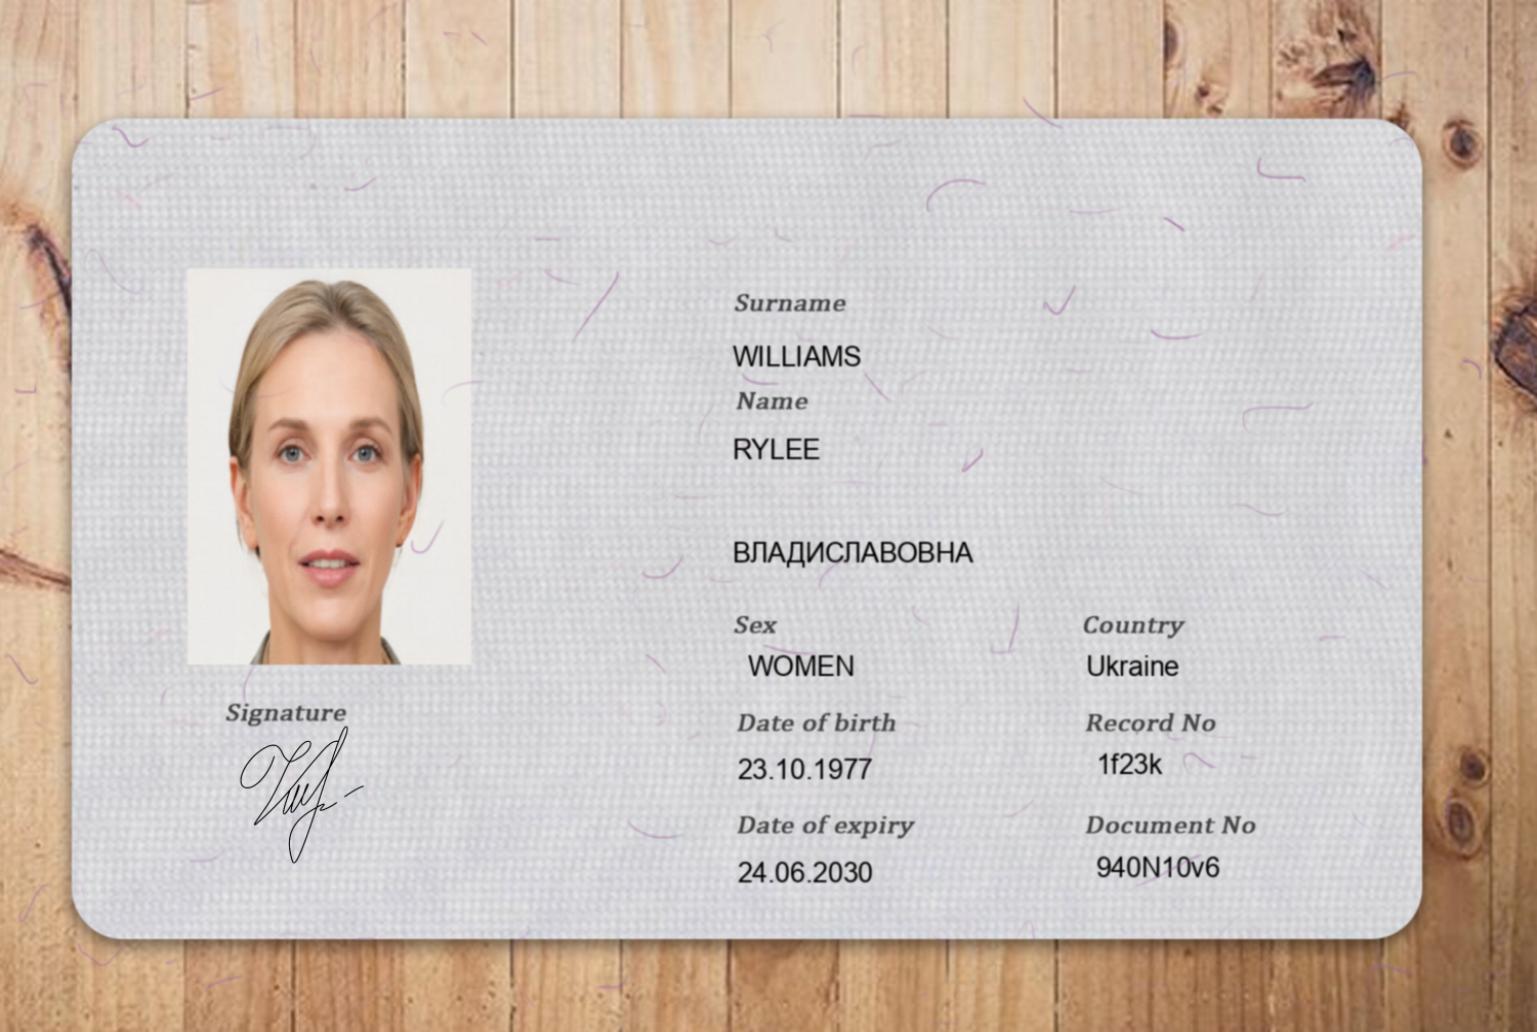 Surname
WILLIAMS
Name
RYLEE
ВЛАДИСЛАВОВНА
Sex
Country
WOMEN
Ukraine
Signature
Date of birth
Record No
23.10.1977
1f23k
Date of expiry
Document No
24.06.2030
940N10v6